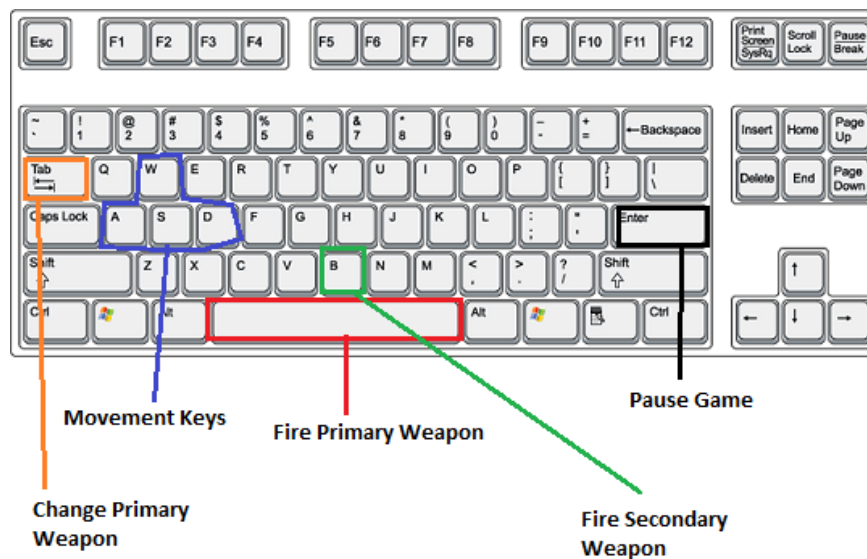 Esc F1 F2 F3 F4 F5 F6 F7 F8 F9 F10 F11 F12 Print Screen SysRq Scroll Lock Pause Break
~ ` ! 1 @ 2 # 3 $ 4 % 5 ^ 6 & 7 * 8 ( 9 ) 0 _ - + = ←Backspace Insert Home Page Up
Tab Q W E R T Y U I O P { [ } ] | \ Delete End Page Down
Caps Lock A S D F G H J K L : ; " ' Enter
Shift Z X C V B N M < , > . ? / Shift ↑
Ctrl Alt Alt Ctrl ← ↓ →
Movement Keys
Fire Primary Weapon
Pause Game
Change Primary
Weapon
Fire Secondary
Weapon